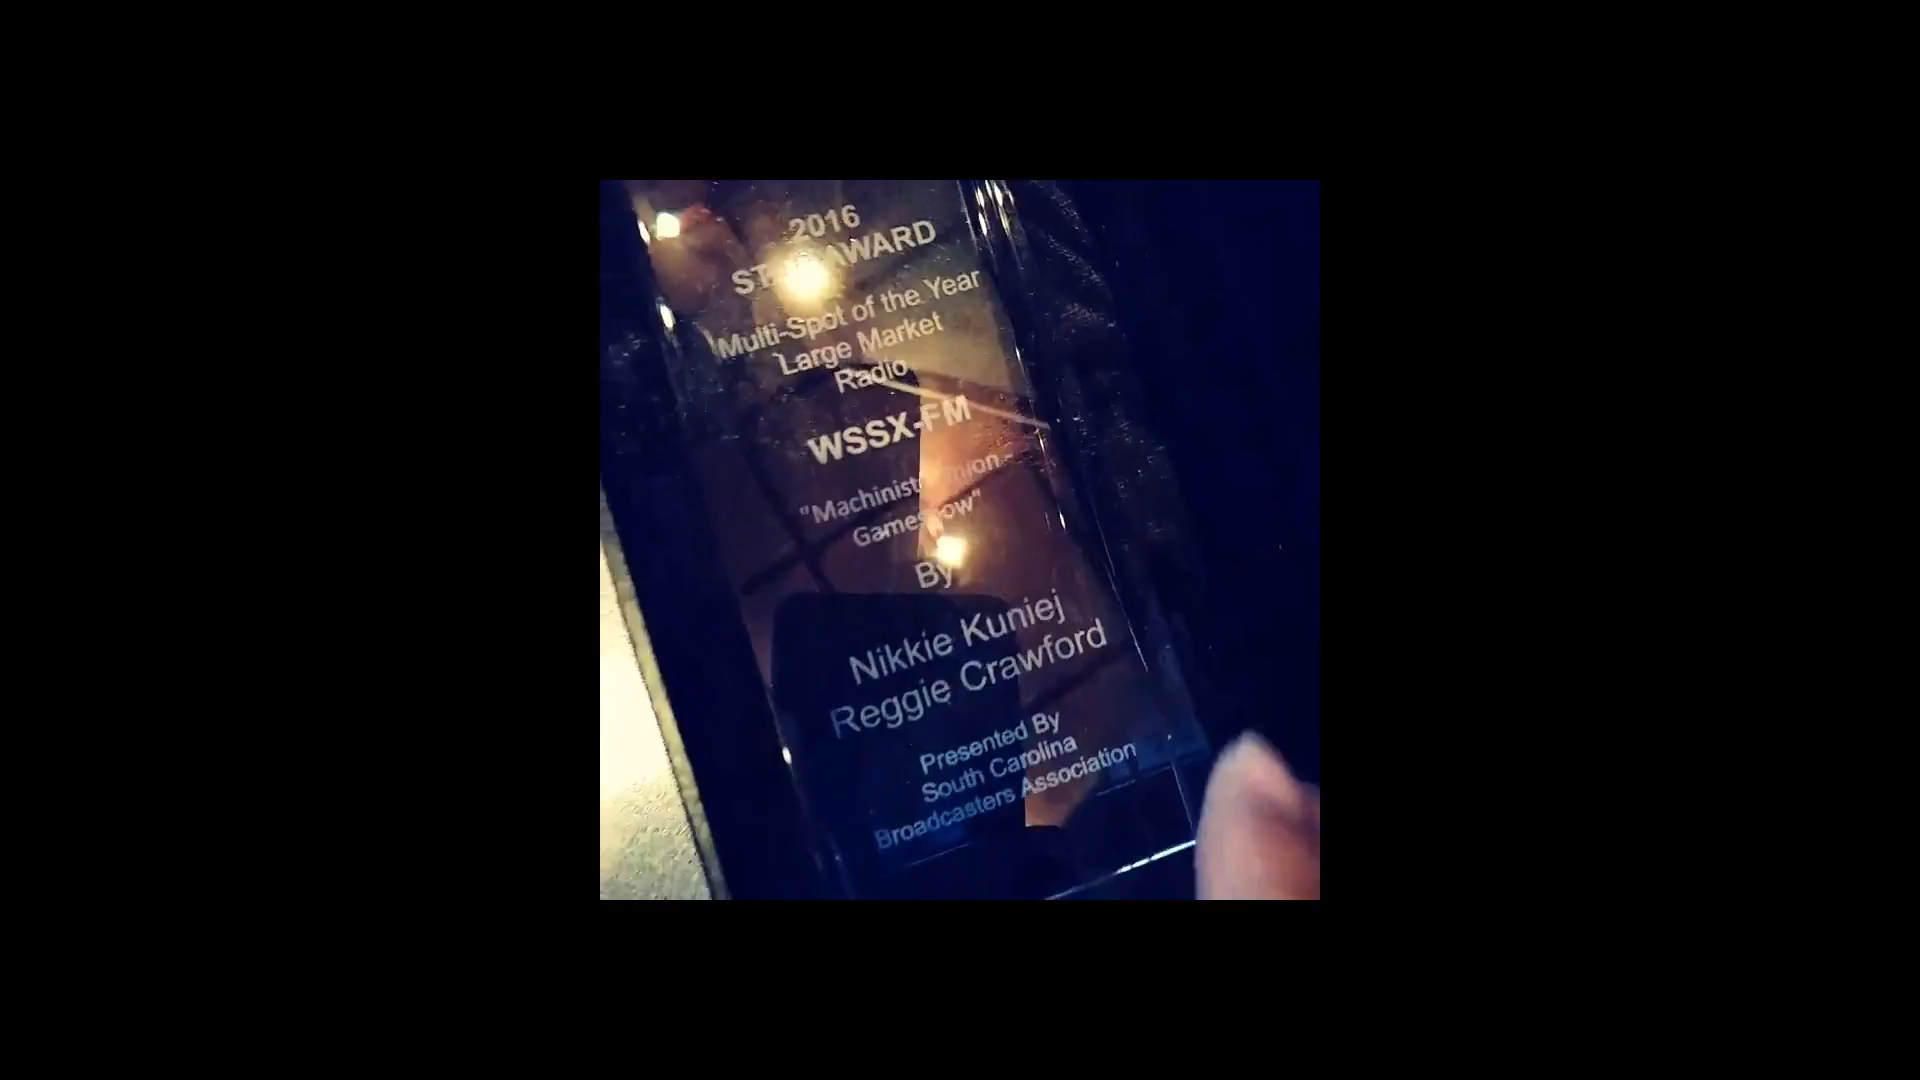 2016
AWARD
Multi-Spot of the Year
Large Market
Radio
WSSX-FM
"Machinist
By
Nikkie Kuniej
Reggie Crawford
Presented By
South Carolina
Broadcasters Association